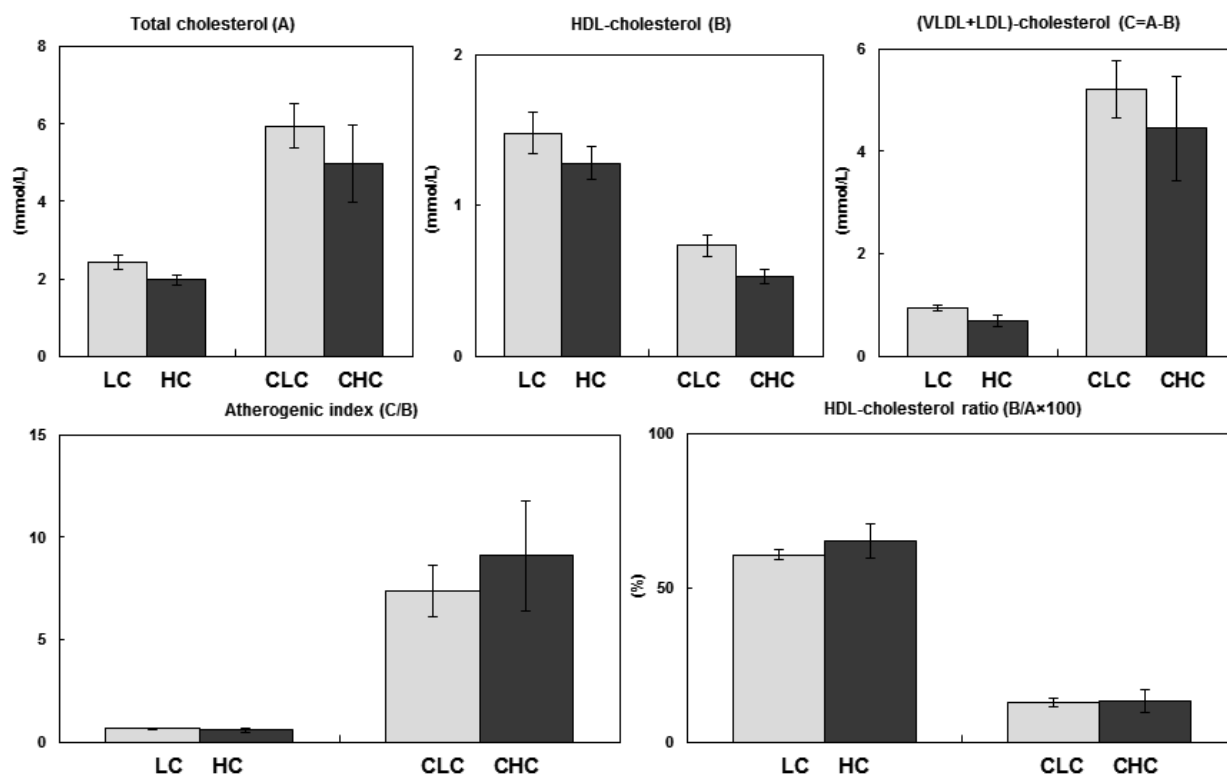 Total cholesterol (A)
8
6
4
2
0
(mmol/L)
LC HC CLC CHC
HDL-cholesterol (B)
2
1
0
(mmol/L)
LC HC CLC CHC
(VLDL+LDL)-cholesterol (C=A-B)
6
4
2
0
(mmol/L)
LC HC CLC CHC
Atherogenic index (C/B)
15
10
5
0
LC HC CLC CHC
HDL-cholesterol ratio (B/A×100)
100
50
0
(%)
LC HC CLC CHC